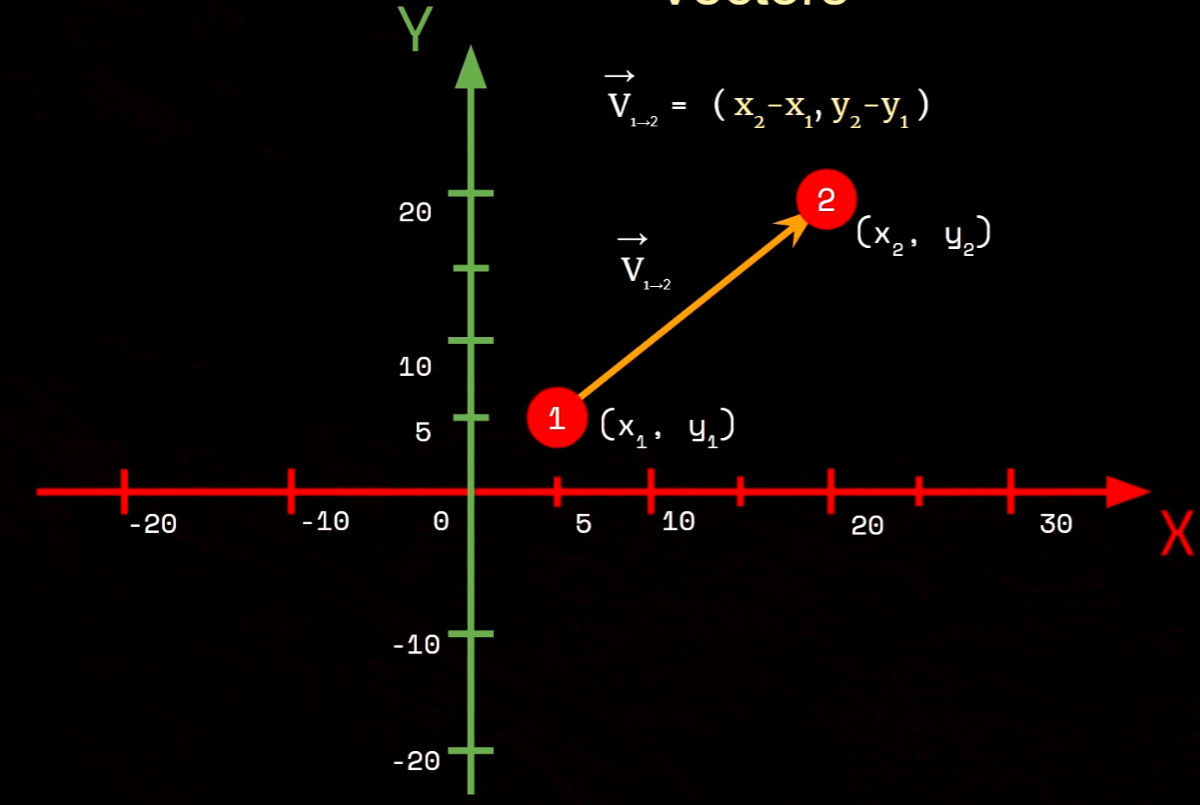 Vectors
Y
→
V₁→₂ = (x₂-x₁, y₂-y₁)
20
2
(x₂, y₂)
→
V₁→₂
10
1
(x₁, y₁)
5
-20 -10 0 5 10 20 30
X
-10
-20